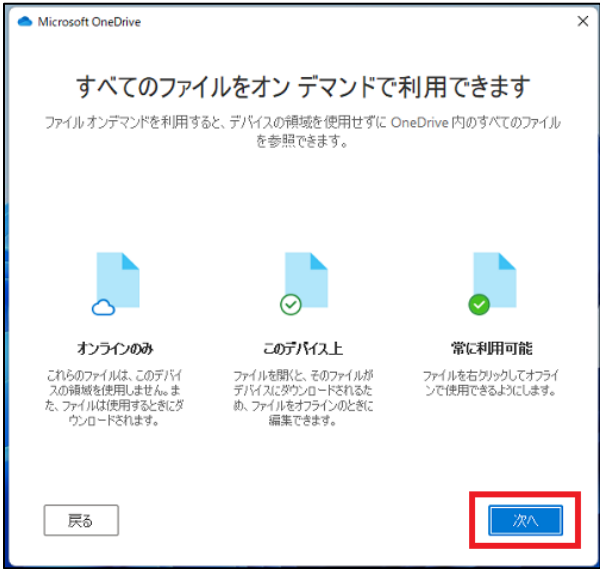 Microsoft OneDrive
すべてのファイルをオン デマンドで利用できます
ファイル オンデマンドを利用すると、デバイスの領域を使用せずに OneDrive 内のすべてのファイル
を参照できます。
オンラインのみ
これらのファイルは、このデバイ
スの領域を使用しません。ま
た、ファイルは使用するときにダ
ウンロードされます。
このデバイス上
ファイルを開くと、そのファイルが
デバイスにダウンロードされるた
め、ファイルをオフラインのときに
編集できます。
常に利用可能
ファイルを右クリックしてオフライ
ンで使用できるようにします。
戻る
次へ